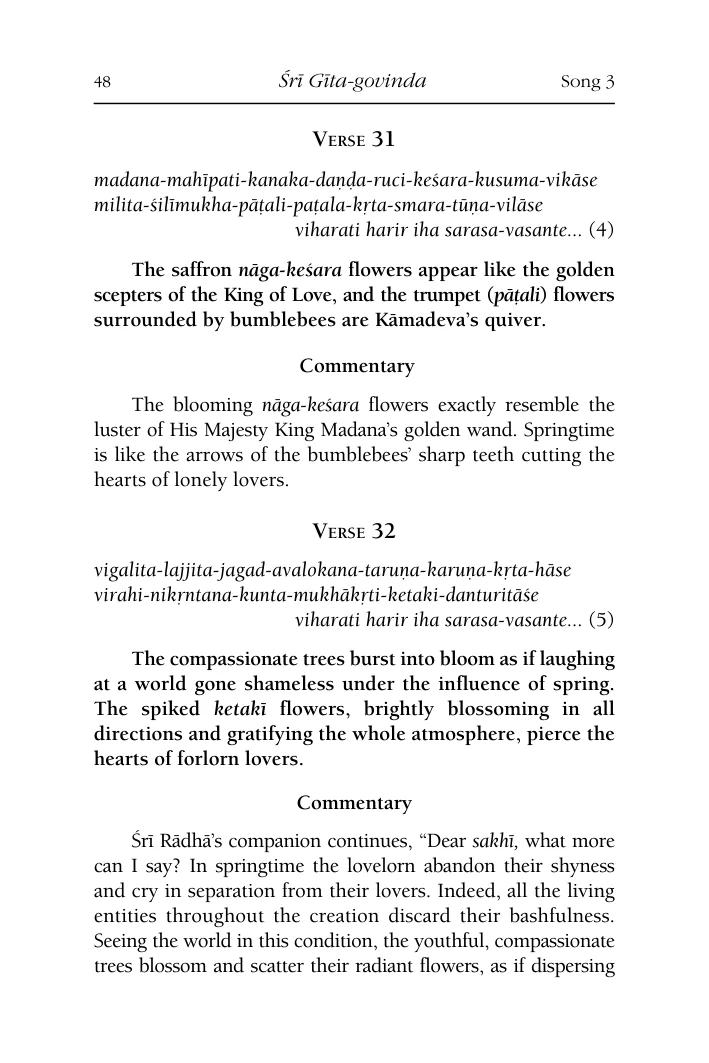 48 Śrī Gīta-govinda Song 3
Verse 31
madana-mahīpati-kanaka-daṇḍa-ruci-keśara-kusuma-vikāse
milita-śilīmukha-pāṭali-paṭala-kṛta-smara-tūṇa-vilāse
viharati harir iha sarasa-vasante... (4)
The saffron nāga-keśara flowers appear like the golden
scepters of the King of Love, and the trumpet (pāṭali) flowers
surrounded by bumblebees are Kāmadeva's quiver.
Commentary
The blooming nāga-keśara flowers exactly resemble the
luster of His Majesty King Madana's golden wand. Springtime
is like the arrows of the bumblebees' sharp teeth cutting the
hearts of lonely lovers.
Verse 32
vigalita-lajjita-jagad-avalokana-taruṇa-karuṇa-kṛta-hāse
virahi-nikṛntana-kunta-mukhākṛti-ketaki-danturitāśe
viharati harir iha sarasa-vasante... (5)
The compassionate trees burst into bloom as if laughing
at a world gone shameless under the influence of spring.
The spiked ketakī flowers, brightly blossoming in all
directions and gratifying the whole atmosphere, pierce the
hearts of forlorn lovers.
Commentary
Śrī Rādhā's companion continues, “Dear sakhī, what more
can I say? In springtime the lovelorn abandon their shyness
and cry in separation from their lovers. Indeed, all the living
entities throughout the creation discard their bashfulness.
Seeing the world in this condition, the youthful, compassionate
trees blossom and scatter their radiant flowers, as if dispersing